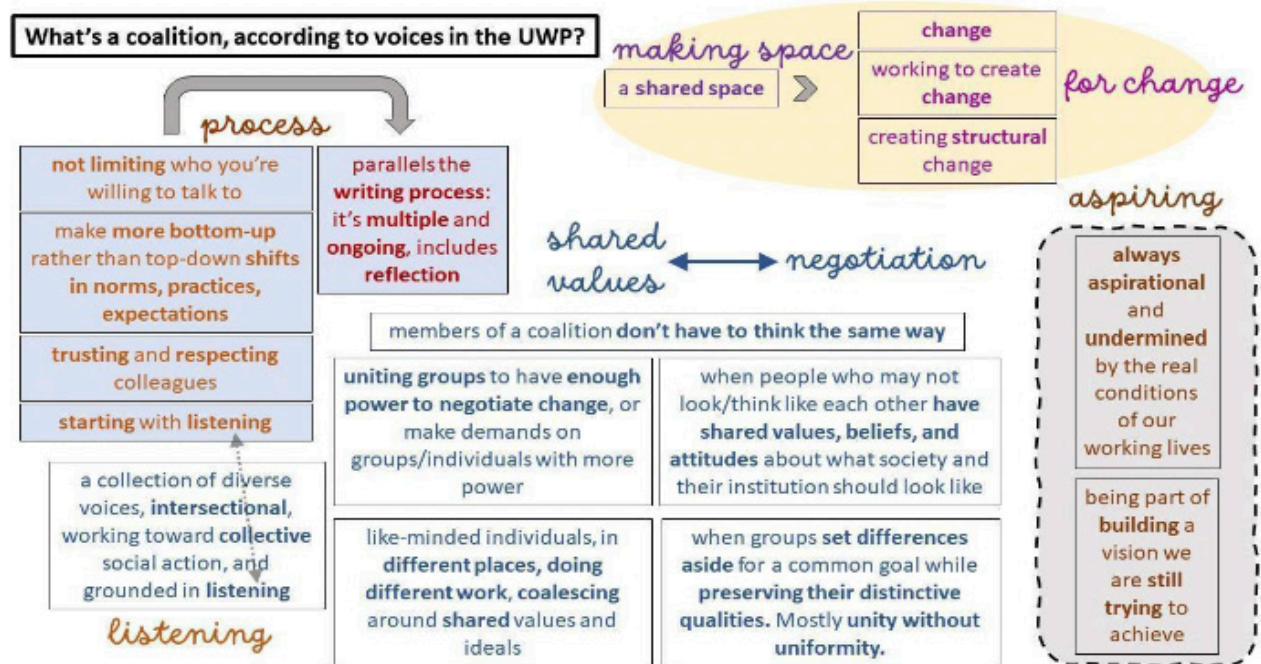 What's a coalition, according to voices in the UWP?
making space
a shared space
change
working to create
change
creating structural
change
for change
process
not limiting who you're
willing to talk to
make more bottom-up
rather than top-down shifts
in norms, practices,
expectations
trusting and respecting
colleagues
starting with listening
parallels the
writing process:
it's multiple and
ongoing, includes
reflection
a collection of diverse
voices, intersectional,
working toward collective
social action, and
grounded in listening
listening
shared
values
negotiation
members of a coalition don't have to think the same way
uniting groups to have enough
power to negotiate change, or
make demands on
groups/individuals with more
power
when people who may not
look/think like each other have
shared values, beliefs, and
attitudes about what society and
their institution should look like
like-minded individuals, in
different places, doing
different work, coalescing
around shared values and
ideals
when groups set differences
aside for a common goal while
preserving their distinctive
qualities. Mostly unity without
uniformity.
aspiring
always
aspirational
and
undermined
by the real
conditions
of our
working lives
being part of
building a
vision we
are still
trying to
achieve